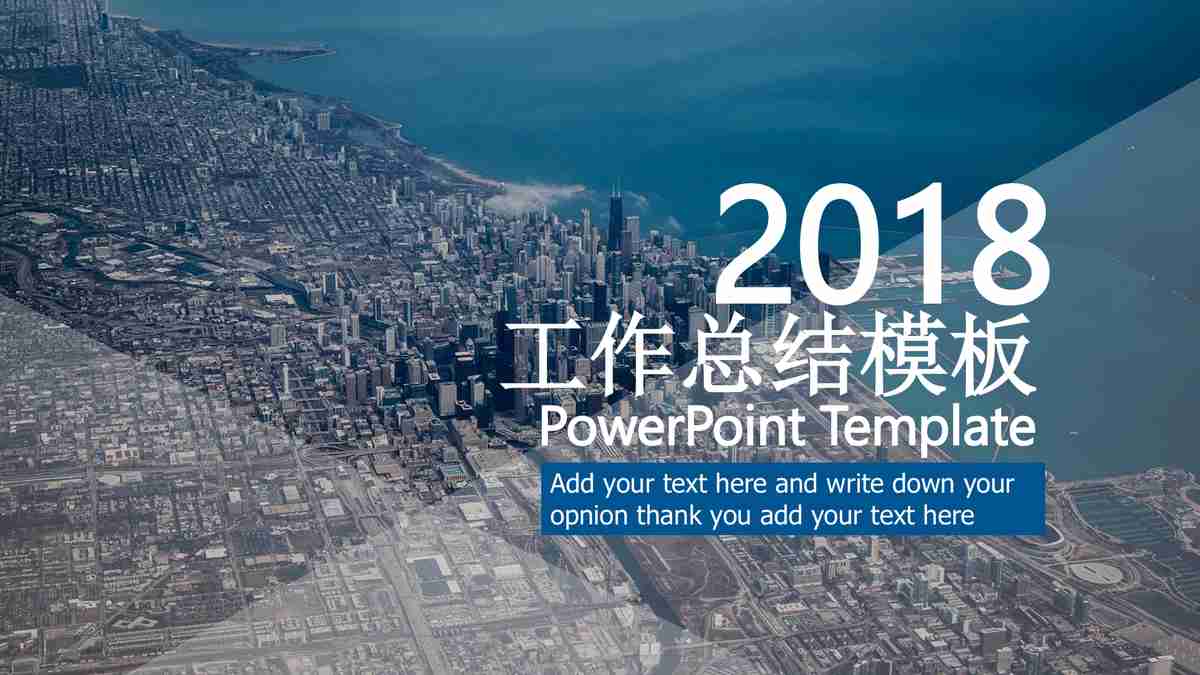 2018
工作总结模板
PowerPoint Template
Add your text here and write down your
opnion thank you add your text here